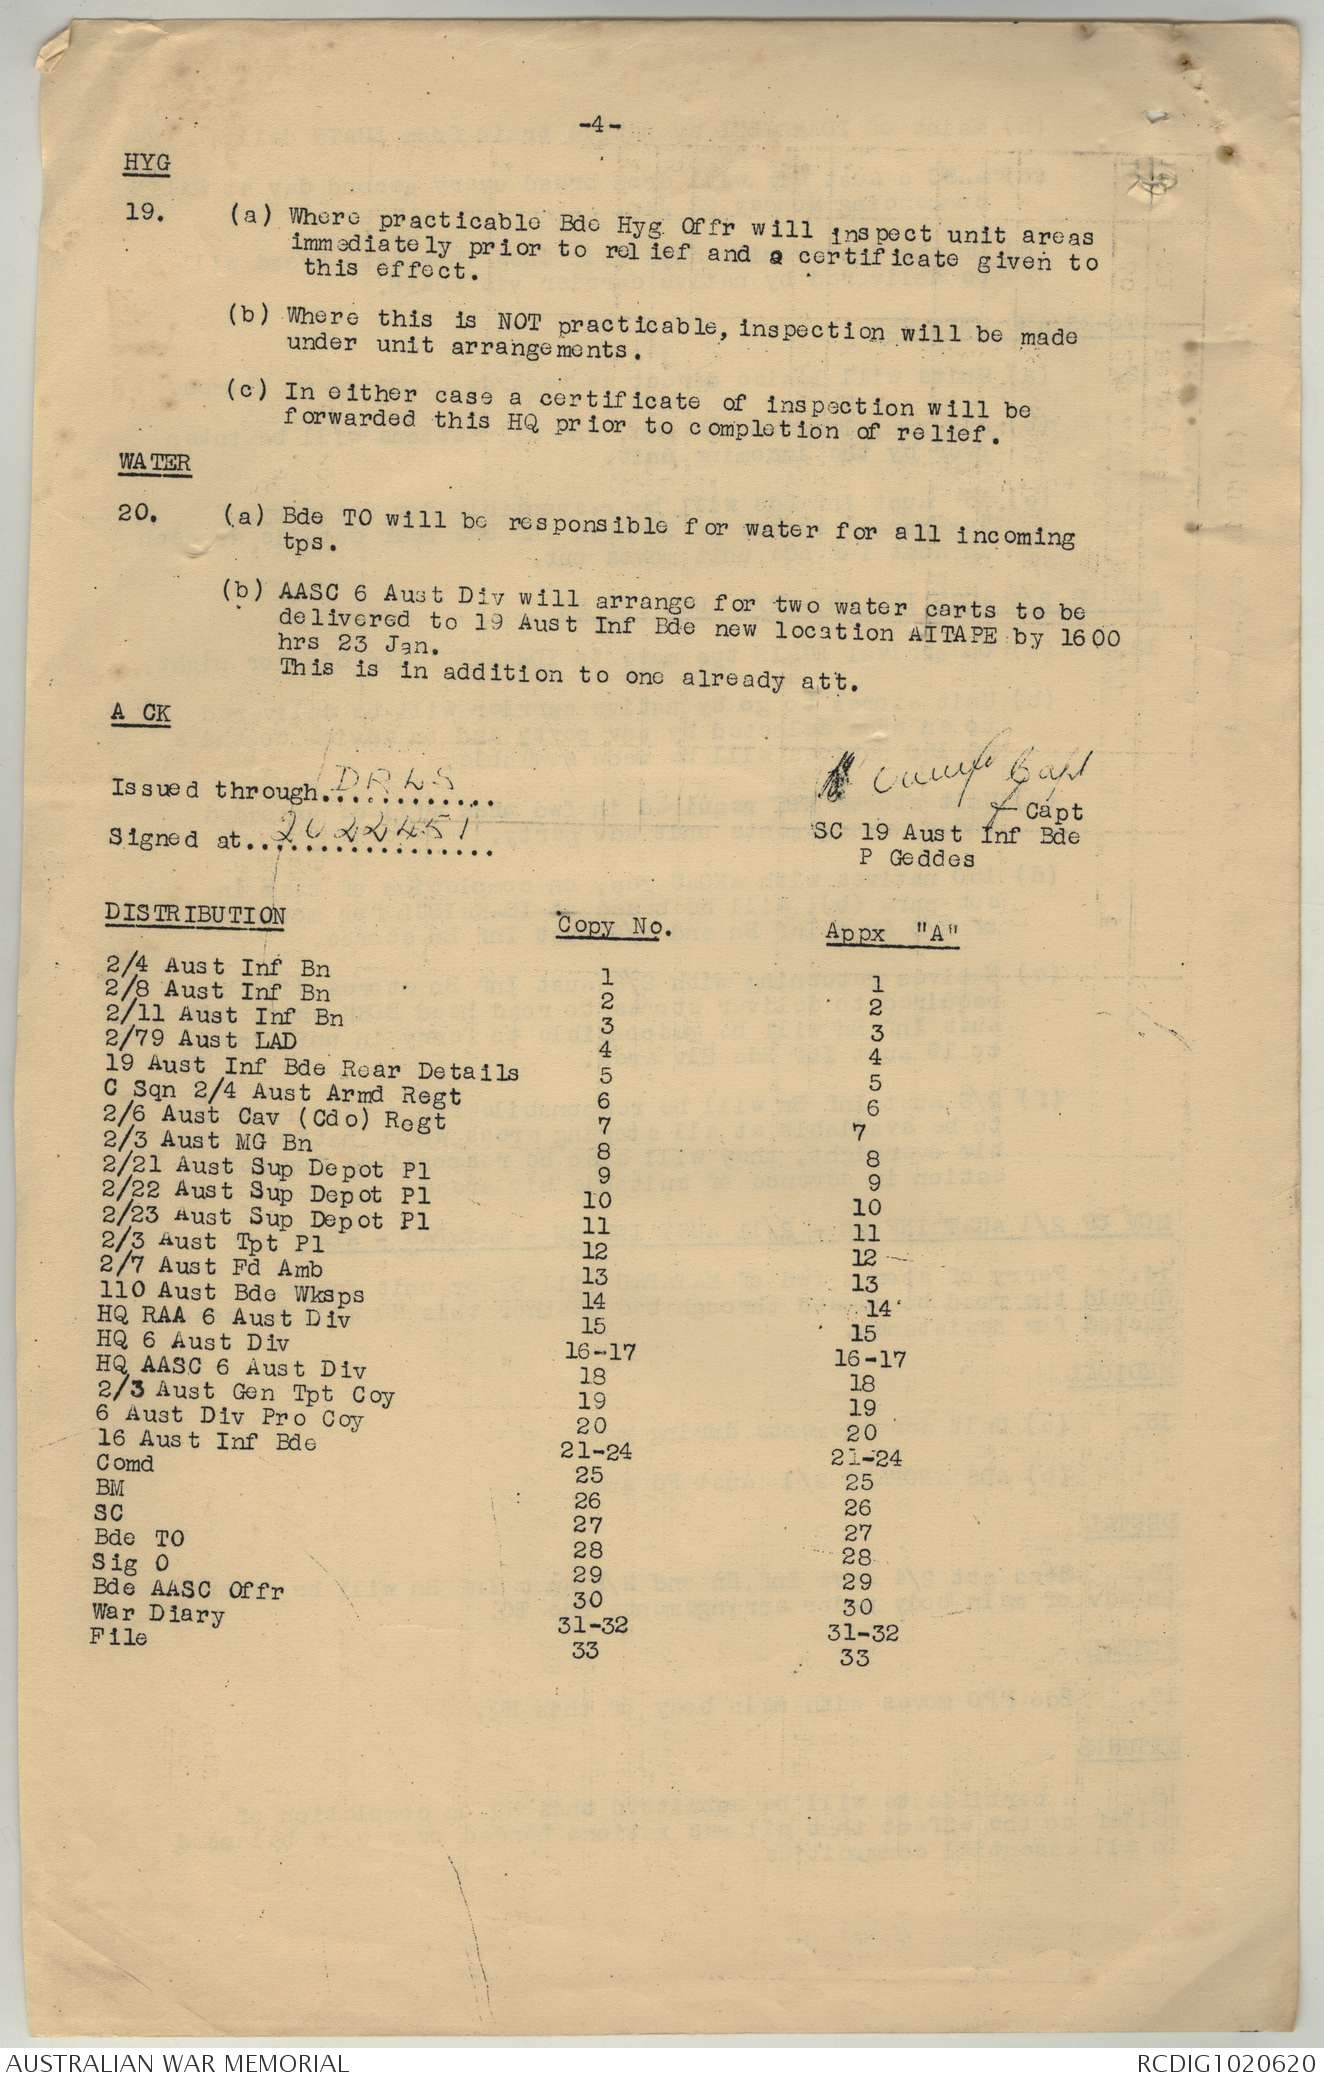 -4-
HYG
19. (a) Where practicable Bde Hyg Offr will inspect unit areas
immediately prior to relief and a certificate given to
this effect.
(b) Where this is NOT practicable, inspection will be made
under unit arrangements.
(c) In either case a certificate of inspection will be
forwarded this HQ prior to completion of relief.
WATER
20. (a) Bde TO will be responsible for water for all incoming
tps.
(b) AASC 6 Aust Div will arrange for two water carts to be
delivered to 19 Aust Inf Bde new location AITAPE by 1600
hrs 23 Jan.
This is in addition to one already att.
A CK
Issued through. DRLS
Capt
Capt
Signed at
SC 19 Aust Inf Bde
P Geddes
DISTRIBUTION Copy No. Appx "A"
2/4 Aust Inf Bn 1 1
2/8 Aust Inf Bn 2 2
2/11 Aust Inf Bn 3 3
2/79 Aust LAD 4 4
19 Aust Inf Bde Rear Details 5 5
C Sqn 2/4 Aust Armd Regt 6 6
2/6 Aust Cav (Cdo) Regt 7 7
2/3 Aust MG Bn 8 8
2/21 Aust Sup Depot Pl 9 9
2/22 Aust Sup Depot Pl 10 10
2/23 Aust Sup Depot Pl 11 11
2/3 Aust Tpt Pl 12 12
2/7 Aust Fd Amb 13 13
110 Aust Bde Wksps 14 14
HQ RAA 6 Aust Div 15 15
HQ 6 Aust Div 16-17 16-17
HQ AASC 6 Aust Div 18 18
2/3 Aust Gen Tpt Coy 19 19
6 Aust Div Pro Coy 20 20
16 Aust Inf Bde 21-24 21-24
Comd 25 25
BM 26 26
SC 27 27
Bde TO 28 28
Sig O 29 29
Bde AASC Offr 30 30
War Diary 31-32 31-32
File 33 33
AUSTRALIAN WAR MEMORIAL RCDIG1020620